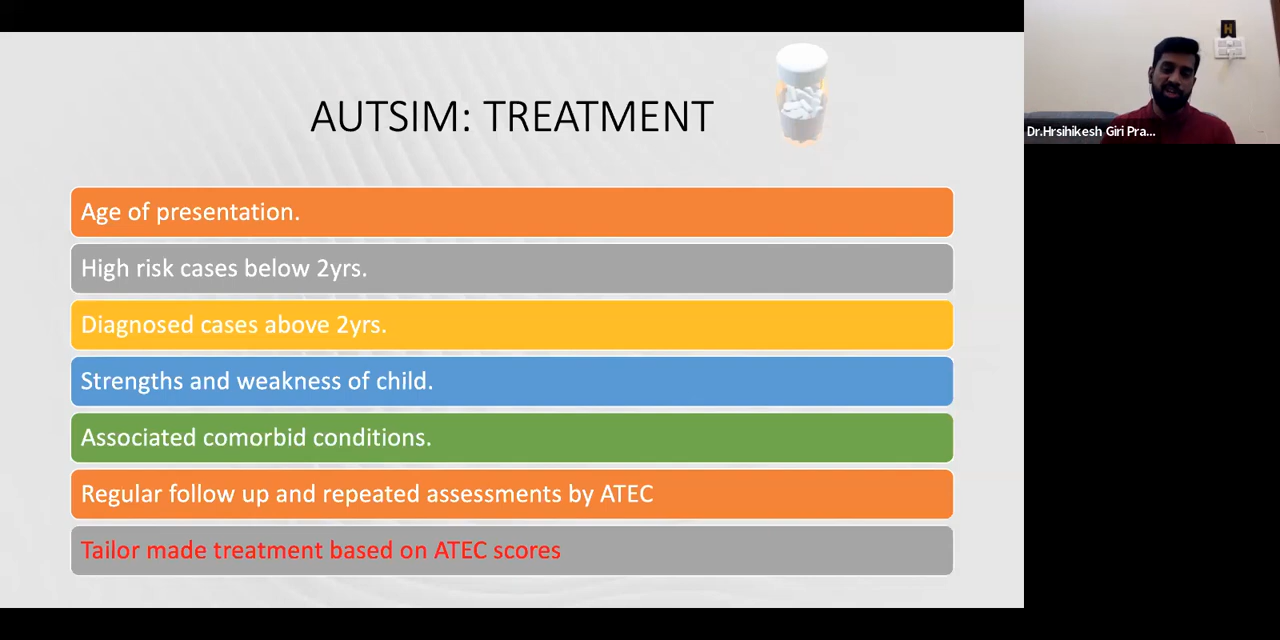 AUTSIM: TREATMENT
Age of presentation.
High risk cases below 2yrs.
Diagnosed cases above 2yrs.
Strengths and weakness of child.
Associated comorbid conditions.
Regular follow up and repeated assessments by ATEC
Tailor made treatment based on ATEC scores
H
Dr.Hrsihikesh Giri Pra...